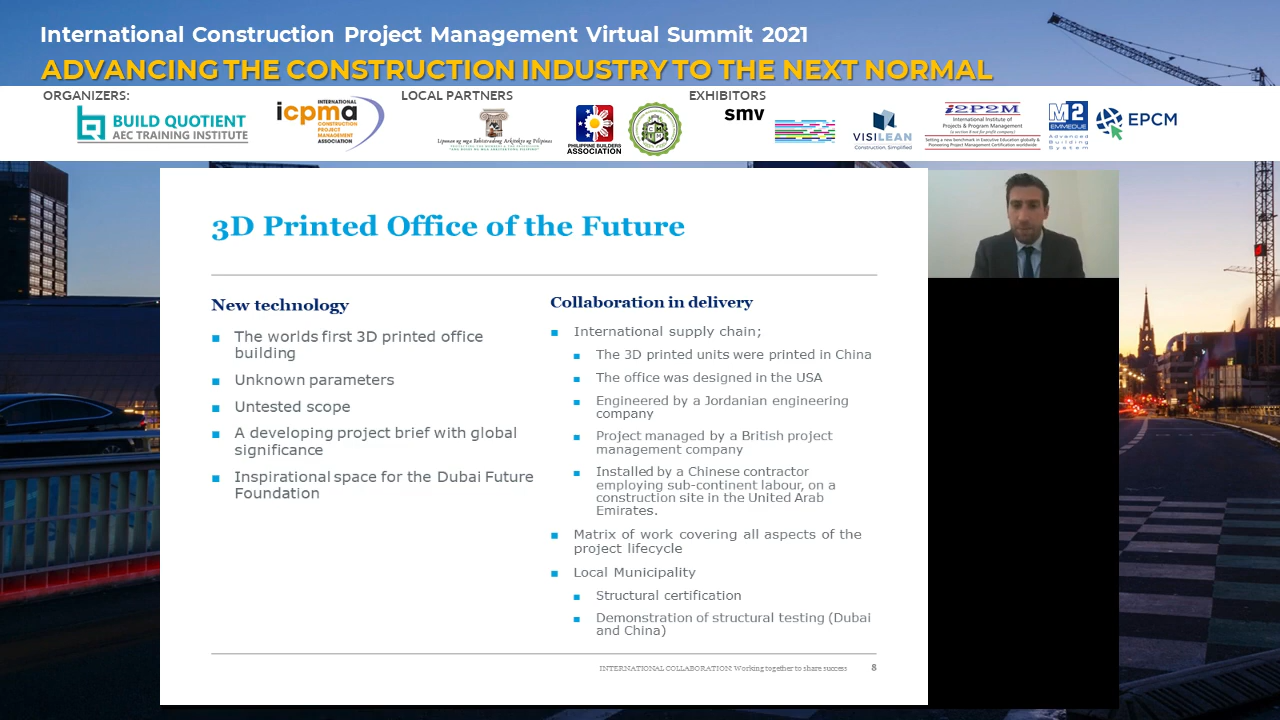 International Construction Project Management Virtual Summit 2021
ADVANCING THE CONSTRUCTION INDUSTRY TO THE NEXT NORMAL
ORGANIZERS:
LOCAL PARTNERS
EXHIBITORS
BUILD QUOTIENT
AEC TRAINING INSTITUTE
icpma
INTERNATIONAL
CONSTRUCTION
PROJECT
MANAGEMENT
ASSOCIATION
PHILIPPINE BUILDERS
ASSOCIATION
smv
VISILEAN
Construction Simplified
i2P2M
International Institute of
Projects & Program Management
M2
EMMEDUE
Advanced
Building
System
EPCM
3D Printed Office of the Future
New technology
The worlds first 3D printed office
building
Unknown parameters
Untested scope
A developing project brief with global
significance
Inspirational space for the Dubai Future
Foundation
Collaboration in delivery
International supply chain;
The 3D printed units were printed in China
The office was designed in the USA
Engineered by a Jordanian engineering
company
Project managed by a British project
management company
Installed by a Chinese contractor
employing sub-continent labour, on a
construction site in the United Arab
Emirates.
Matrix of work covering all aspects of the
project lifecycle
Local Municipality
Structural certification
Demonstration of structural testing (Dubai
and China)
INTERNATIONAL COLLABORATION: Working together to share success 8